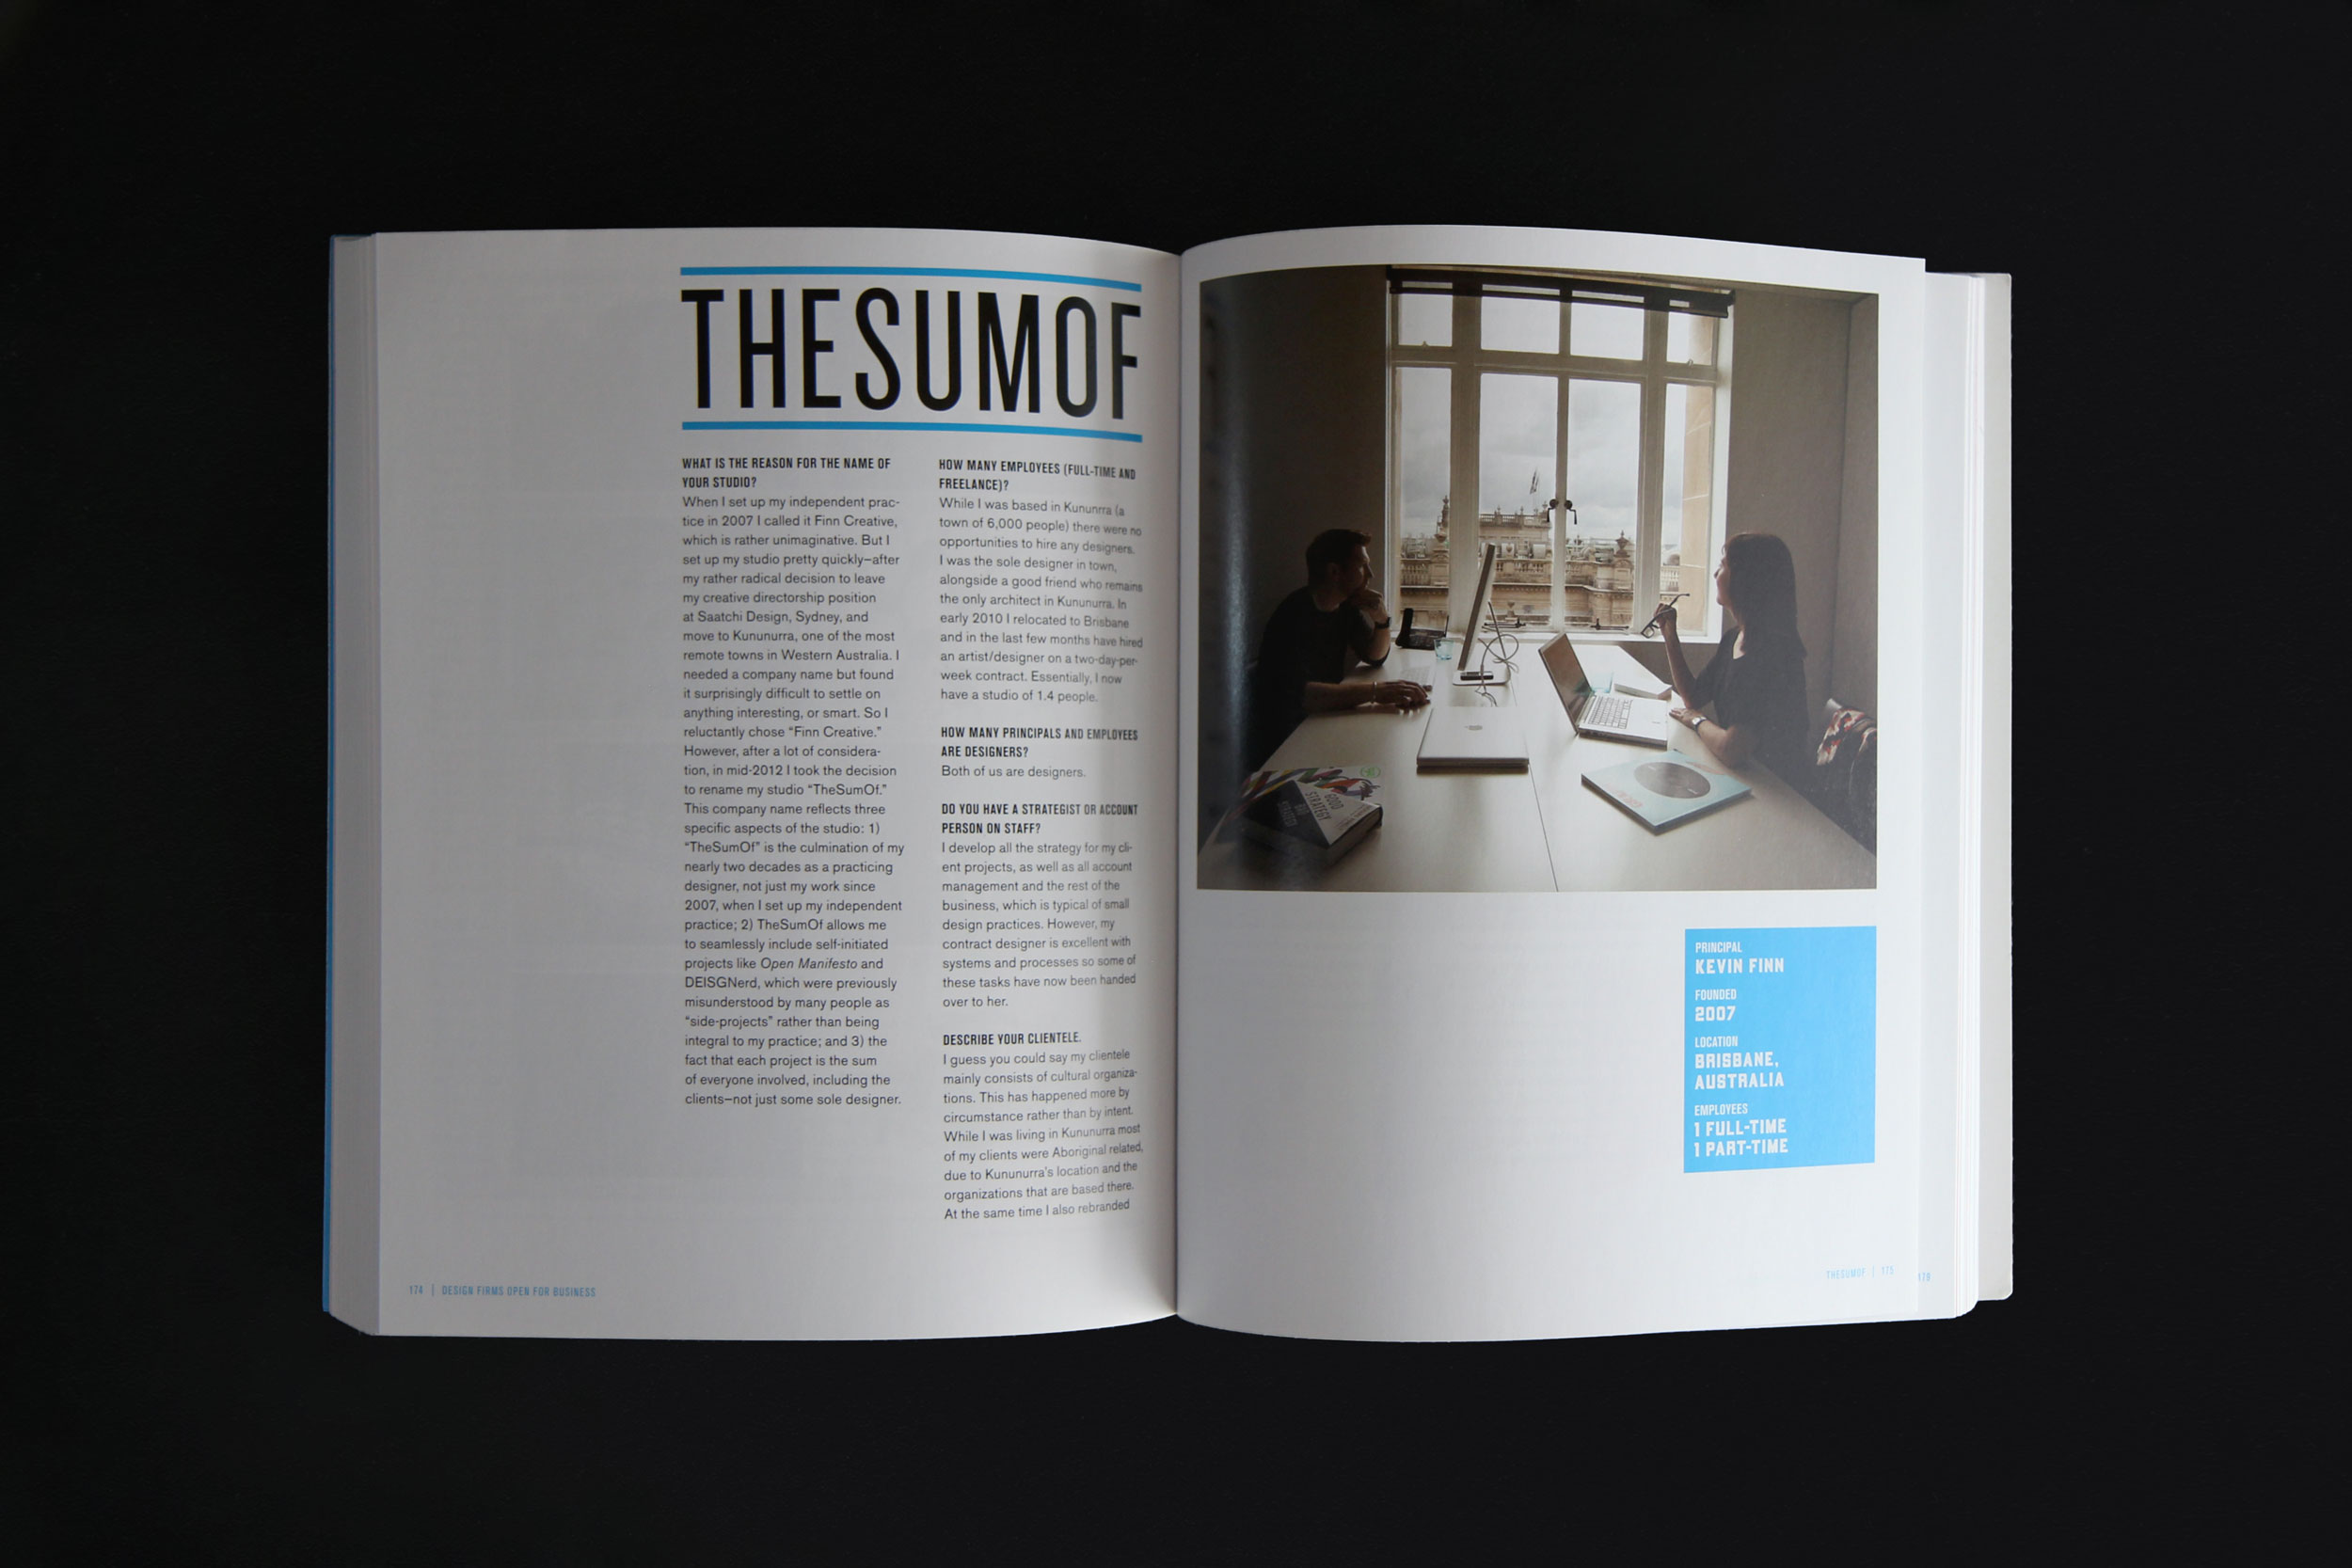 THESUMOF
WHAT IS THE REASON FOR THE NAME OF
YOUR STUDIO?
When I set up my independent prac-
tice in 2007 I called it Finn Creative,
which is rather unimaginative. But I
set up my studio pretty quickly—after
my rather radical decision to leave
my creative directorship position
at Saatchi Design, Sydney, and
move to Kununurra, one of the most
remote towns in Western Australia. I
needed a company name but found
it surprisingly difficult to settle on
anything interesting, or smart. So I
reluctantly chose “Finn Creative.”
However, after a lot of considera-
tion, in mid-2012 I took the decision
to rename my studio “TheSumOf.”
This company name reflects three
specific aspects of the studio: 1)
“TheSumOf” is the culmination of my
nearly two decades as a practicing
designer, not just my work since
2007, when I set up my independent
practice; 2) TheSumOf allows me
to seamlessly include self-initiated
projects like Open Manifesto and
DEISGNerd, which were previously
misunderstood by many people as
“side-projects” rather than being
integral to my practice; and 3) the
fact that each project is the sum
of everyone involved, including the
clients—not just some sole designer.
HOW MANY EMPLOYEES (FULL-TIME AND
FREELANCE)?
While I was based in Kununrra (a
town of 6,000 people) there were no
opportunities to hire any designers.
I was the sole designer in town,
alongside a good friend who remains
the only architect in Kununurra. In
early 2010 I relocated to Brisbane
and in the last few months have hired
an artist/designer on a two-day-per-
week contract. Essentially, I now
have a studio of 1.4 people.
HOW MANY PRINCIPALS AND EMPLOYEES
ARE DESIGNERS?
Both of us are designers.
DO YOU HAVE A STRATEGIST OR ACCOUNT
PERSON ON STAFF?
I develop all the strategy for my cli-
ent projects, as well as all account
management and the rest of the
business, which is typical of small
design practices. However, my
contract designer is excellent with
systems and processes so some of
these tasks have now been handed
over to her.
DESCRIBE YOUR CLIENTELE.
I guess you could say my clientele
mainly consists of cultural organiza-
tions. This has happened more by
circumstance rather than by intent.
While I was living in Kununurra most
of my clients were Aboriginal related,
due to Kununurra's location and the
organizations that are based there.
At the same time I also rebranded
174 | DESIGN FIRMS OPEN FOR BUSINESS
GOOD
STRATEGY
PRINCIPAL
KEVIN FINN
FOUNDED
2007
LOCATION
BRISBANE,
AUSTRALIA
EMPLOYEES
1 FULL-TIME
1 PART-TIME
THESUMOF | 175
179